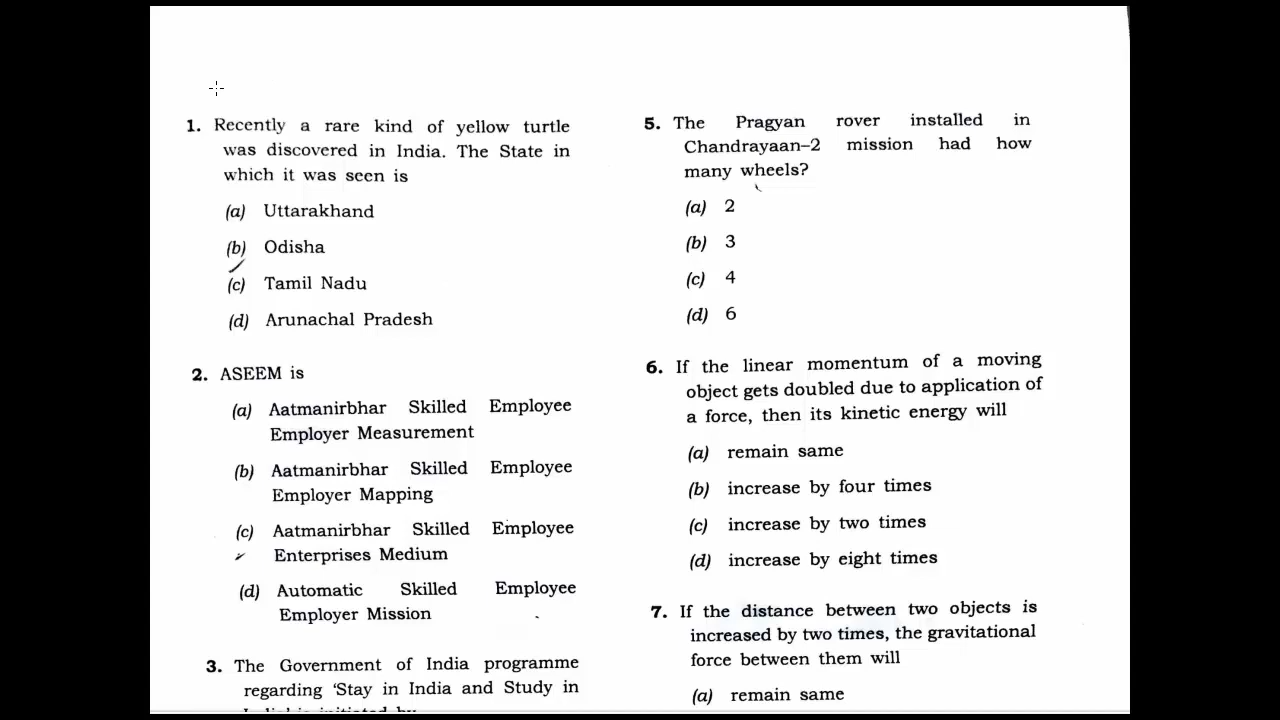 1. Recently a rare kind of yellow turtle
was discovered in India. The State in
which it was seen is
(a) Uttarakhand
(b) Odisha
(c) Tamil Nadu
(d) Arunachal Pradesh
2. ASEEM is
(a) Aatmanirbhar Skilled Employee
Employer Measurement
(b) Aatmanirbhar Skilled Employee
Employer Mapping
(c) Aatmanirbhar Skilled Employee
Enterprises Medium
(d) Automatic Skilled Employee
Employer Mission
3. The Government of India programme
regarding 'Stay in India and Study in
5. The Pragyan rover installed in
Chandrayaan–2 mission had how
many wheels?
(a) 2
(b) 3
(c) 4
(d) 6
6. If the linear momentum of a moving
object gets doubled due to application of
a force, then its kinetic energy will
(a) remain same
(b) increase by four times
(c) increase by two times
(d) increase by eight times
7. If the distance between two objects is
increased by two times, the gravitational
force between them will
(a) remain same